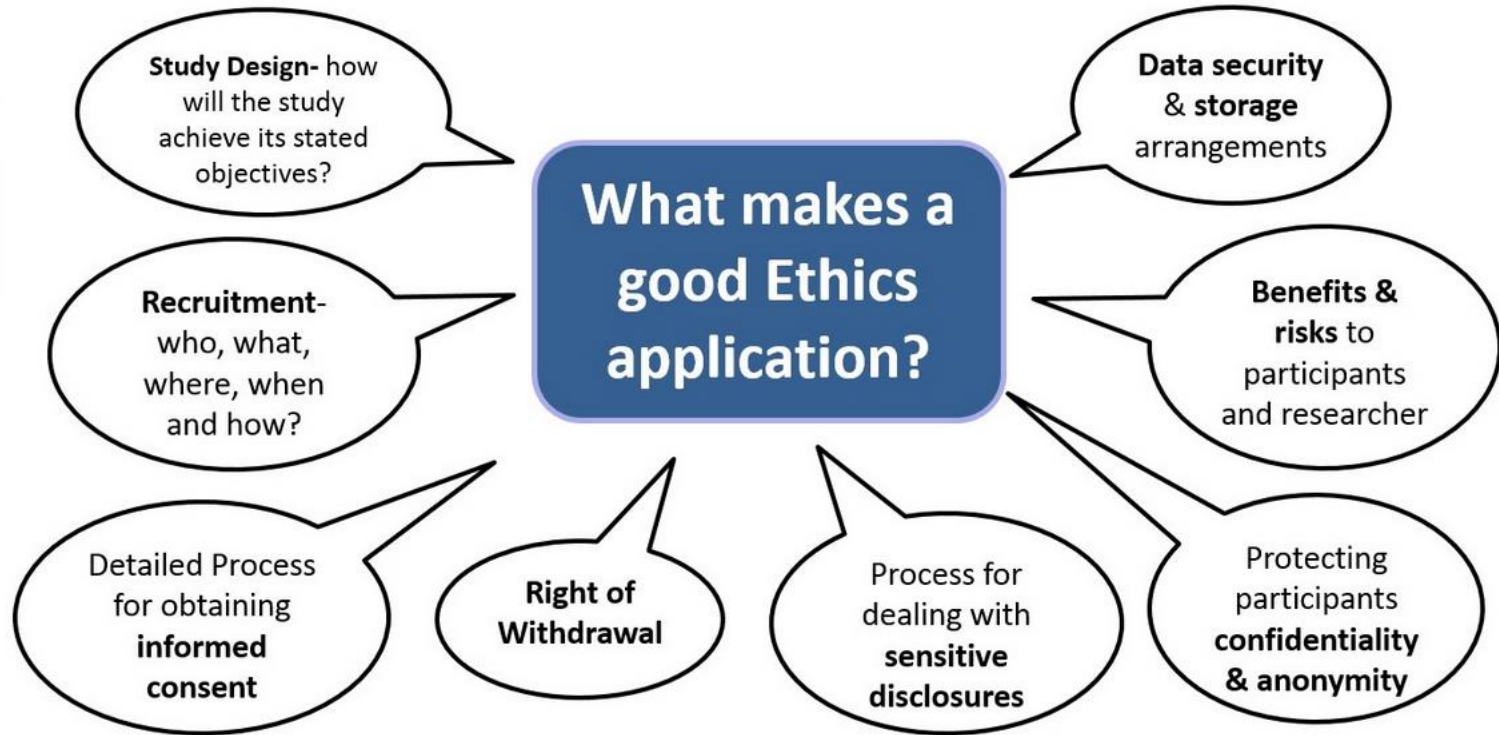 What makes a
good Ethics
application?
Study Design- how
will the study
achieve its stated
objectives?
Recruitment-
who, what,
where, when
and how?
Detailed Process
for obtaining
informed
consent
Right of
Withdrawal
Process for
dealing with
sensitive
disclosures
Protecting
participants
confidentiality
& anonymity
Benefits &
risks to
participants
and researcher
Data security
& storage
arrangements